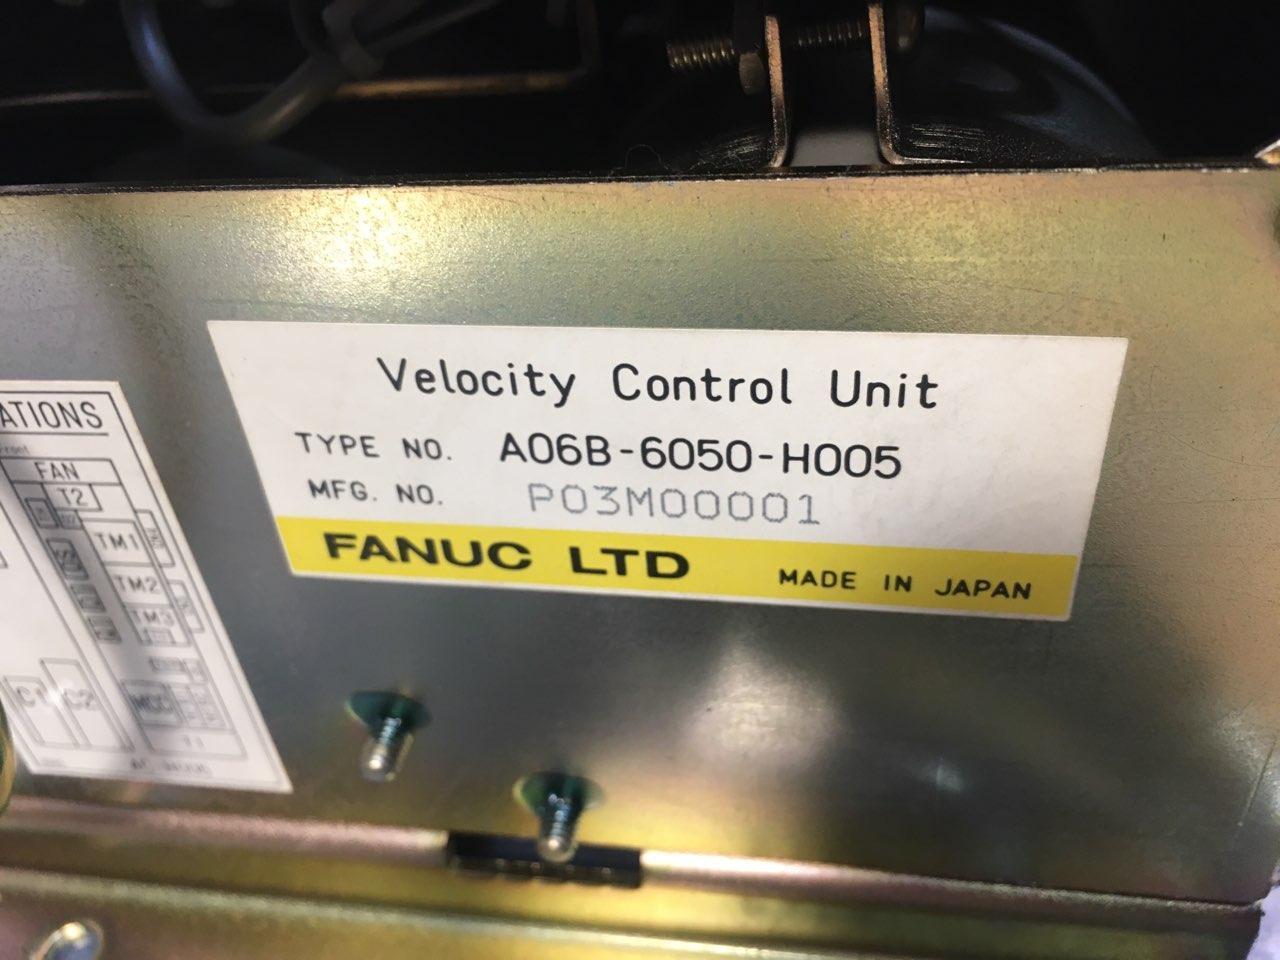 Velocity Control Unit
TYPE NO. A06B-6050-H005
MFG. NO. P03M00001
FANUC LTD MADE IN JAPAN
ATIONS
FAN
T2
TM1
TM2
TM3
C1 C2 MCC